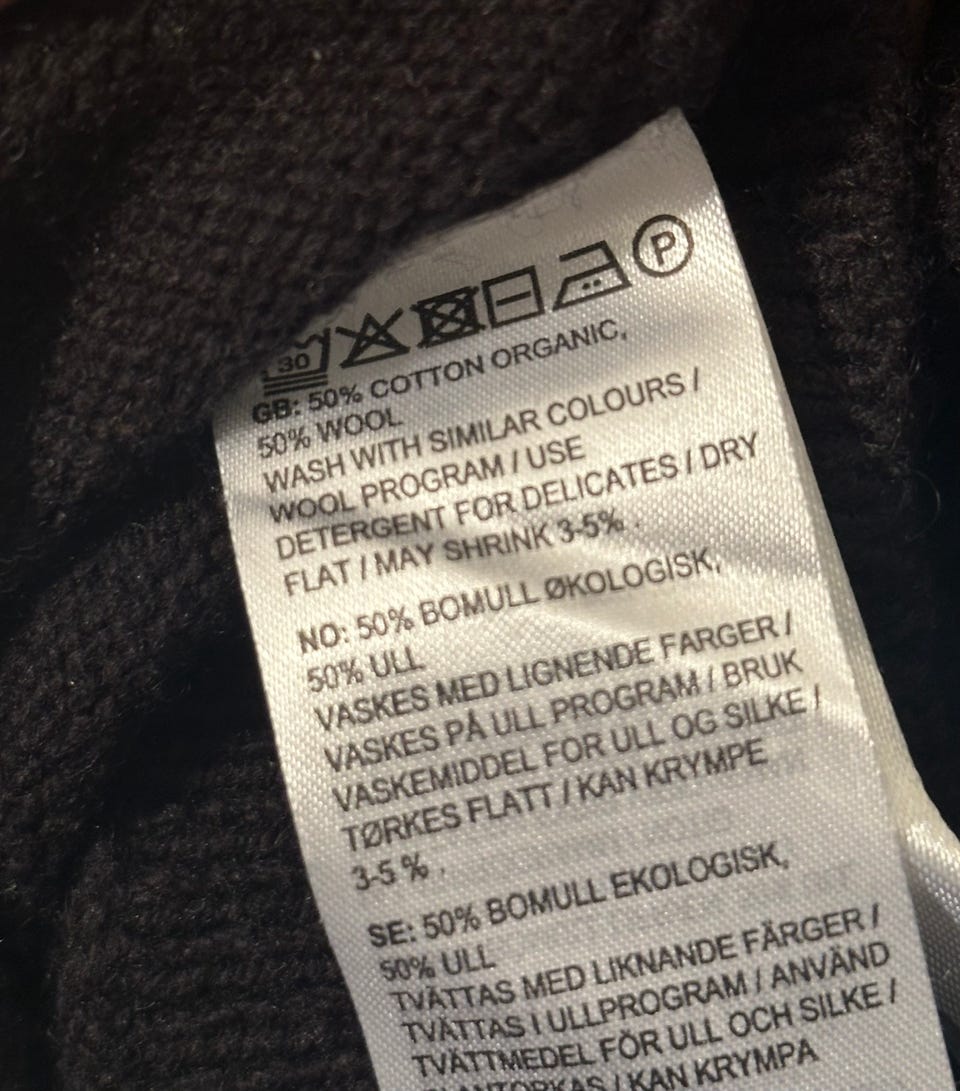 30 P
GB: 50% COTTON ORGANIC,
50% WOOL
WASH WITH SIMILAR COLOURS /
WOOL PROGRAM / USE
DETERGENT FOR DELICATES / DRY
FLAT / MAY SHRINK 3-5% .
NO: 50% BOMULL ØKOLOGISK,
50% ULL
VASKES MED LIGNENDE FARGER /
VASKES PÅ ULL PROGRAM / BRUK
VASKEMIDDEL FOR ULL OG SILKE /
TØRKES FLATT / KAN KRYMPE
3-5 % .
SE: 50% BOMULL EKOLOGISK,
50% ULL
TVÄTTAS MED LIKNANDE FÄRGER /
TVÄTTAS I ULLPROGRAM / ANVÄND
TVÄTTMEDEL FÖR ULL OCH SILKE /
/ KAN KRYMPA